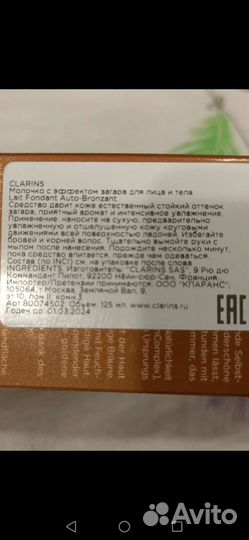 CLARINS
Молочко с эффектом загара для лица и тела
Lait Fondant Auto-Bronzant
Средство дарит коже естественный стойкий оттенок
загара, приятный аромат и интенсивное увлажнение.
Применение: наносите на сухую, предварительно
увлажненную и отшелушенную кожу круговыми
движениями всей поверхностью ладоней. Избегайте
бровей и корней волос. Тщательно вымойте руки с
мылом после нанесения. Подождите несколько минут,
пока средство впитается, прежде чем одеваться.
Состав (по INCI) см. на упаковке после слова
INGREDIENTS. Изготовитель "CLARINS SAS", 9 Рю дю
Коммандан Пилот, 92200 Нёйи-сюр-Сен, Франция.
Импортер/Претензии принимаются: ООО "КЛАРАНС",
105064, г.Москва, Земляной Вал, 9,
эт.10, пом.II, комн.3
Арт.80074502. Объем: 125 мл. www.clarins.ru
Годен до: 01.03.2024
EAC
Avito